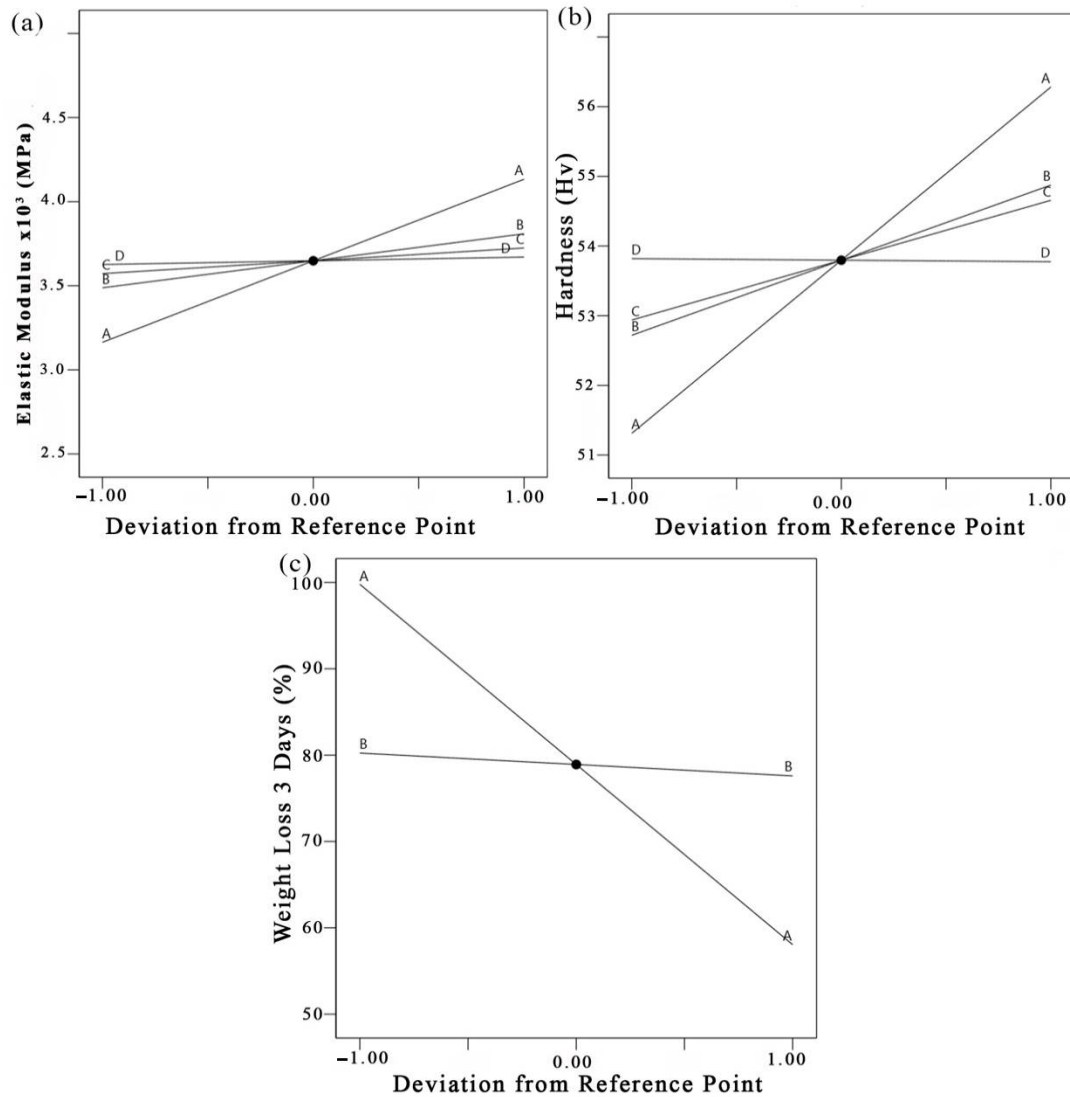 (a)
Elastic Modulus x10³ (MPa)
4.5
4.0
3.5
3.0
2.5
A
B
C
D
D
C
B
A
−1.00 0.00 1.00
Deviation from Reference Point
(b)
Hardness (Hv)
56
55
54
53
52
51
A
B
C
D
D
C
B
A
−1.00 0.00 1.00
Deviation from Reference Point
(c)
Weight Loss 3 Days (%)
100
90
80
70
60
50
A
B
B
A
−1.00 0.00 1.00
Deviation from Reference Point